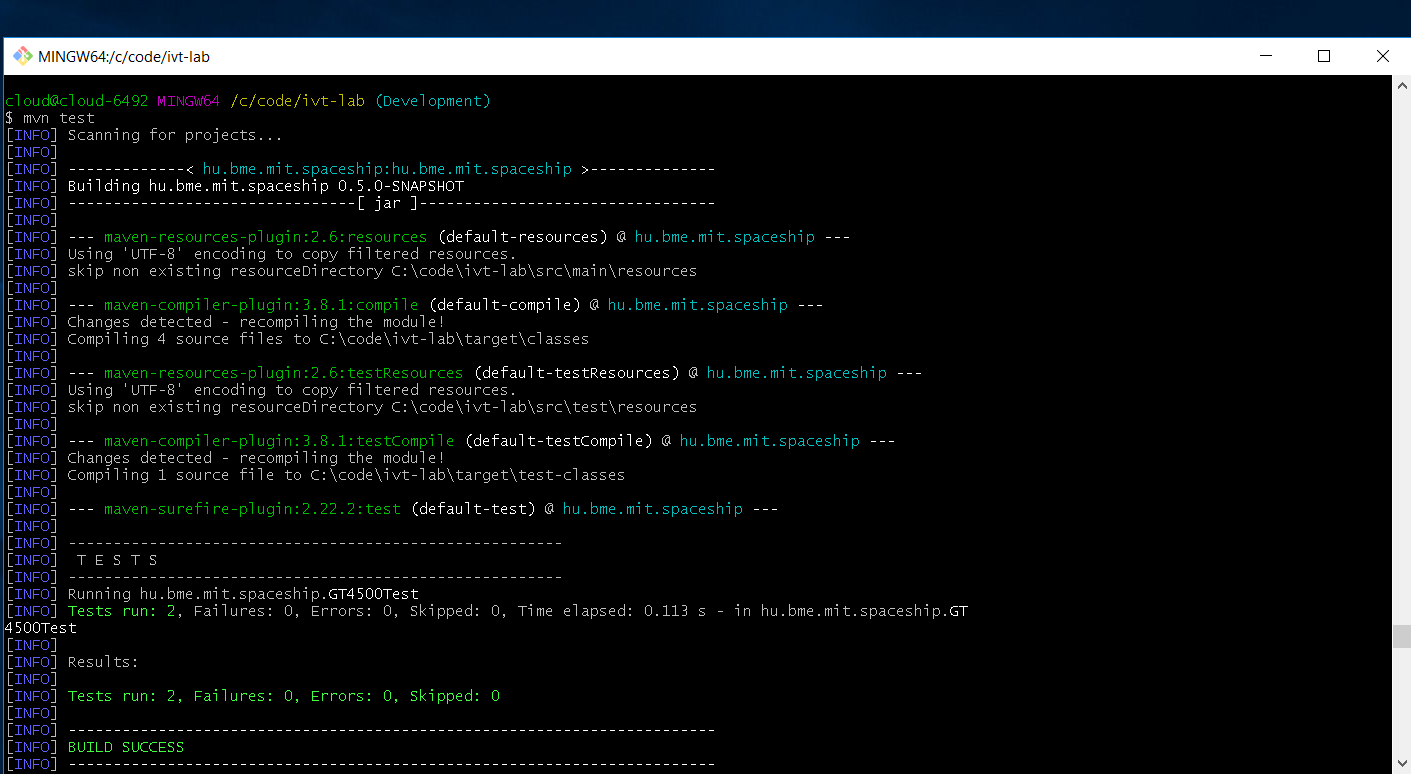 MINGW64:/c/code/ivt-lab
cloud@cloud-6492 MINGW64 /c/code/ivt-lab (Development)
$ mvn test
[INFO] Scanning for projects...
[INFO]
[INFO] -------------< hu.bme.mit.spaceship:hu.bme.mit.spaceship >--------------
[INFO] Building hu.bme.mit.spaceship 0.5.0-SNAPSHOT
[INFO] --------------------------------[ jar ]---------------------------------
[INFO]
[INFO] --- maven-resources-plugin:2.6:resources (default-resources) @ hu.bme.mit.spaceship ---
[INFO] Using 'UTF-8' encoding to copy filtered resources.
[INFO] skip non existing resourceDirectory C:\code\ivt-lab\src\main\resources
[INFO]
[INFO] --- maven-compiler-plugin:3.8.1:compile (default-compile) @ hu.bme.mit.spaceship ---
[INFO] Changes detected - recompiling the module!
[INFO] Compiling 4 source files to C:\code\ivt-lab\target\classes
[INFO]
[INFO] --- maven-resources-plugin:2.6:testResources (default-testResources) @ hu.bme.mit.spaceship ---
[INFO] Using 'UTF-8' encoding to copy filtered resources.
[INFO] skip non existing resourceDirectory C:\code\ivt-lab\src\test\resources
[INFO]
[INFO] --- maven-compiler-plugin:3.8.1:testCompile (default-testCompile) @ hu.bme.mit.spaceship ---
[INFO] Changes detected - recompiling the module!
[INFO] Compiling 1 source file to C:\code\ivt-lab\target\test-classes
[INFO]
[INFO] --- maven-surefire-plugin:2.22.2:test (default-test) @ hu.bme.mit.spaceship ---
[INFO]
[INFO] -------------------------------------------------------
[INFO]  T E S T S
[INFO] -------------------------------------------------------
[INFO] Running hu.bme.mit.spaceship.GT4500Test
[INFO] Tests run: 2, Failures: 0, Errors: 0, Skipped: 0, Time elapsed: 0.113 s - in hu.bme.mit.spaceship.GT
4500Test
[INFO]
[INFO] Results:
[INFO]
[INFO] Tests run: 2, Failures: 0, Errors: 0, Skipped: 0
[INFO]
[INFO] ------------------------------------------------------------------------
[INFO] BUILD SUCCESS
[INFO] ------------------------------------------------------------------------